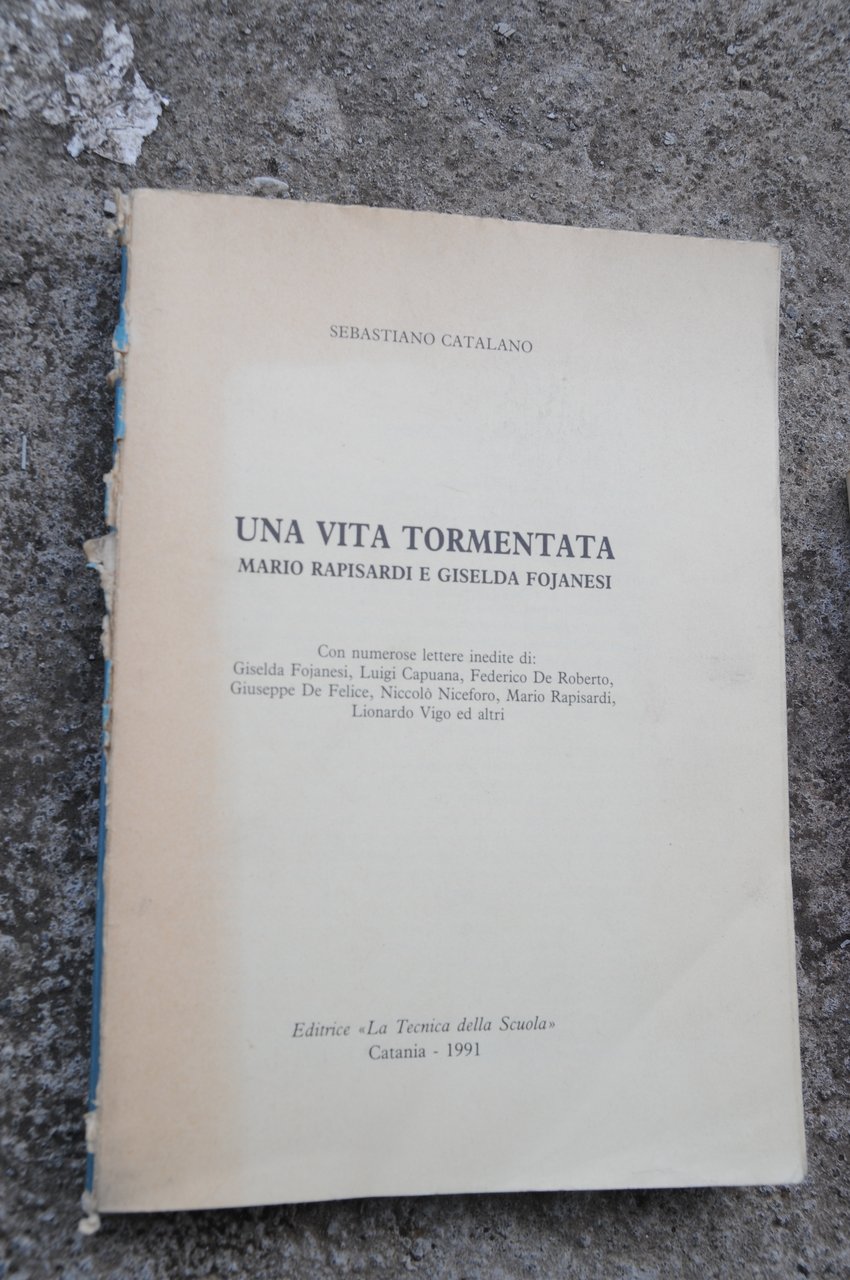 SEBASTIANO CATALANO
UNA VITA TORMENTATA
MARIO RAPISARDI E GISELDA FOJANESI
Con numerose lettere inedite di:
Giselda Fojanesi, Luigi Capuana, Federico De Roberto,
Giuseppe De Felice, Niccolò Niceforo, Mario Rapisardi,
Lionardo Vigo ed altri
Editrice «La Tecnica della Scuola»
Catania - 1991